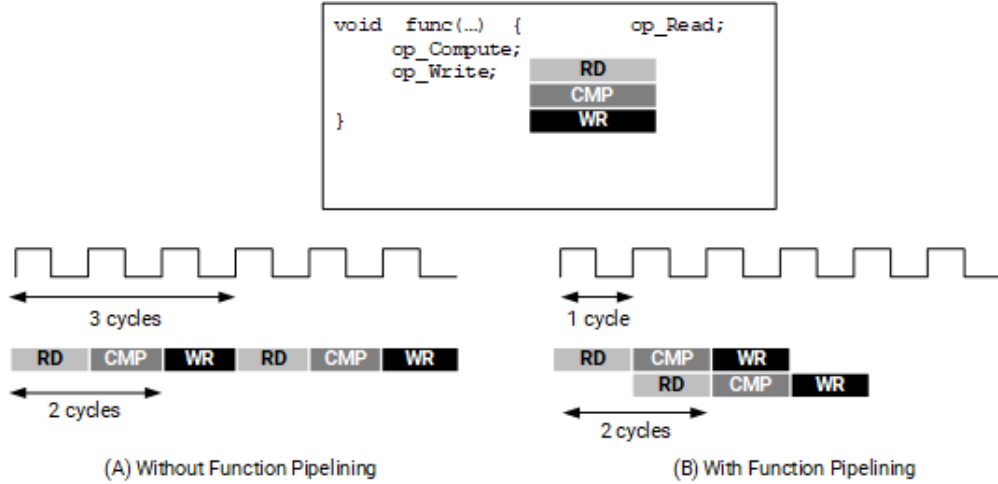 void func(…) { op_Read;
op_Compute;
op_Write;
RD
CMP
}
WR
3 cycles
1 cycle
RD CMP WR RD CMP WR
RD CMP WR
RD CMP WR
2 cycles
2 cycles
(A) Without Function Pipelining
(B) With Function Pipelining